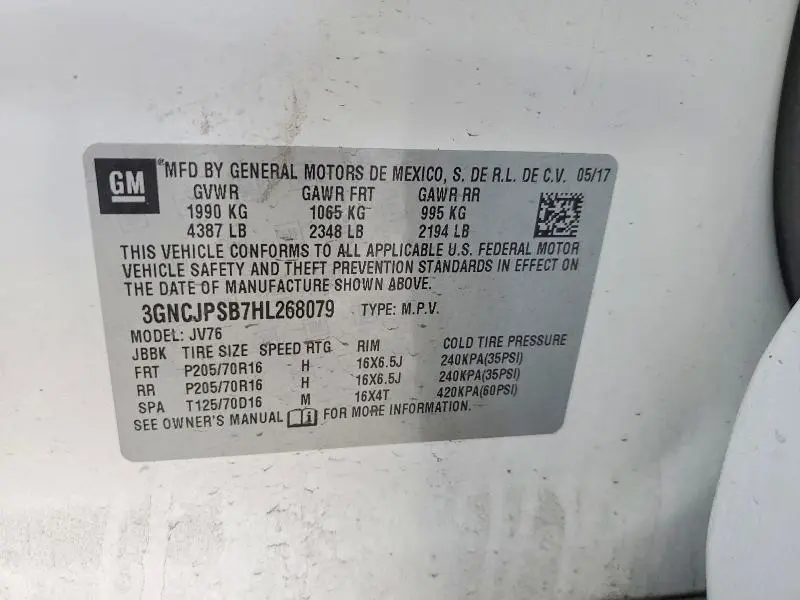 GM
®MFD BY GENERAL MOTORS DE MEXICO, S. DE R.L. DE C.V. 05/17
GVWR GAWR FRT GAWR RR
1990 KG 1065 KG 995 KG
4387 LB 2348 LB 2194 LB
THIS VEHICLE CONFORMS TO ALL APPLICABLE U.S. FEDERAL MOTOR
VEHICLE SAFETY AND THEFT PREVENTION STANDARDS IN EFFECT ON
THE DATE OF MANUFACTURE SHOWN ABOVE.
3GNCJPSB7HL268079 TYPE: M.P.V.
MODEL: JV76
JBBK TIRE SIZE SPEED RTG RIM COLD TIRE PRESSURE
FRT P205/70R16 H 16X6.5J 240KPA(35PSI)
RR P205/70R16 H 16X6.5J 240KPA(35PSI)
SPA T125/70D16 M 16X4T 420KPA(60PSI)
SEE OWNER'S MANUAL i FOR MORE INFORMATION.